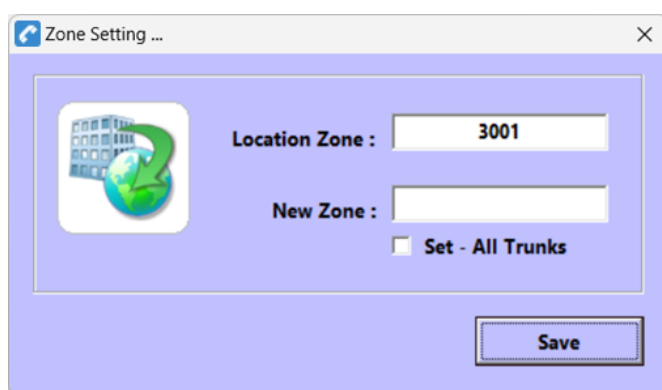 Zone Setting ...
Location Zone : 3001
New Zone :
Set - All Trunks
Save